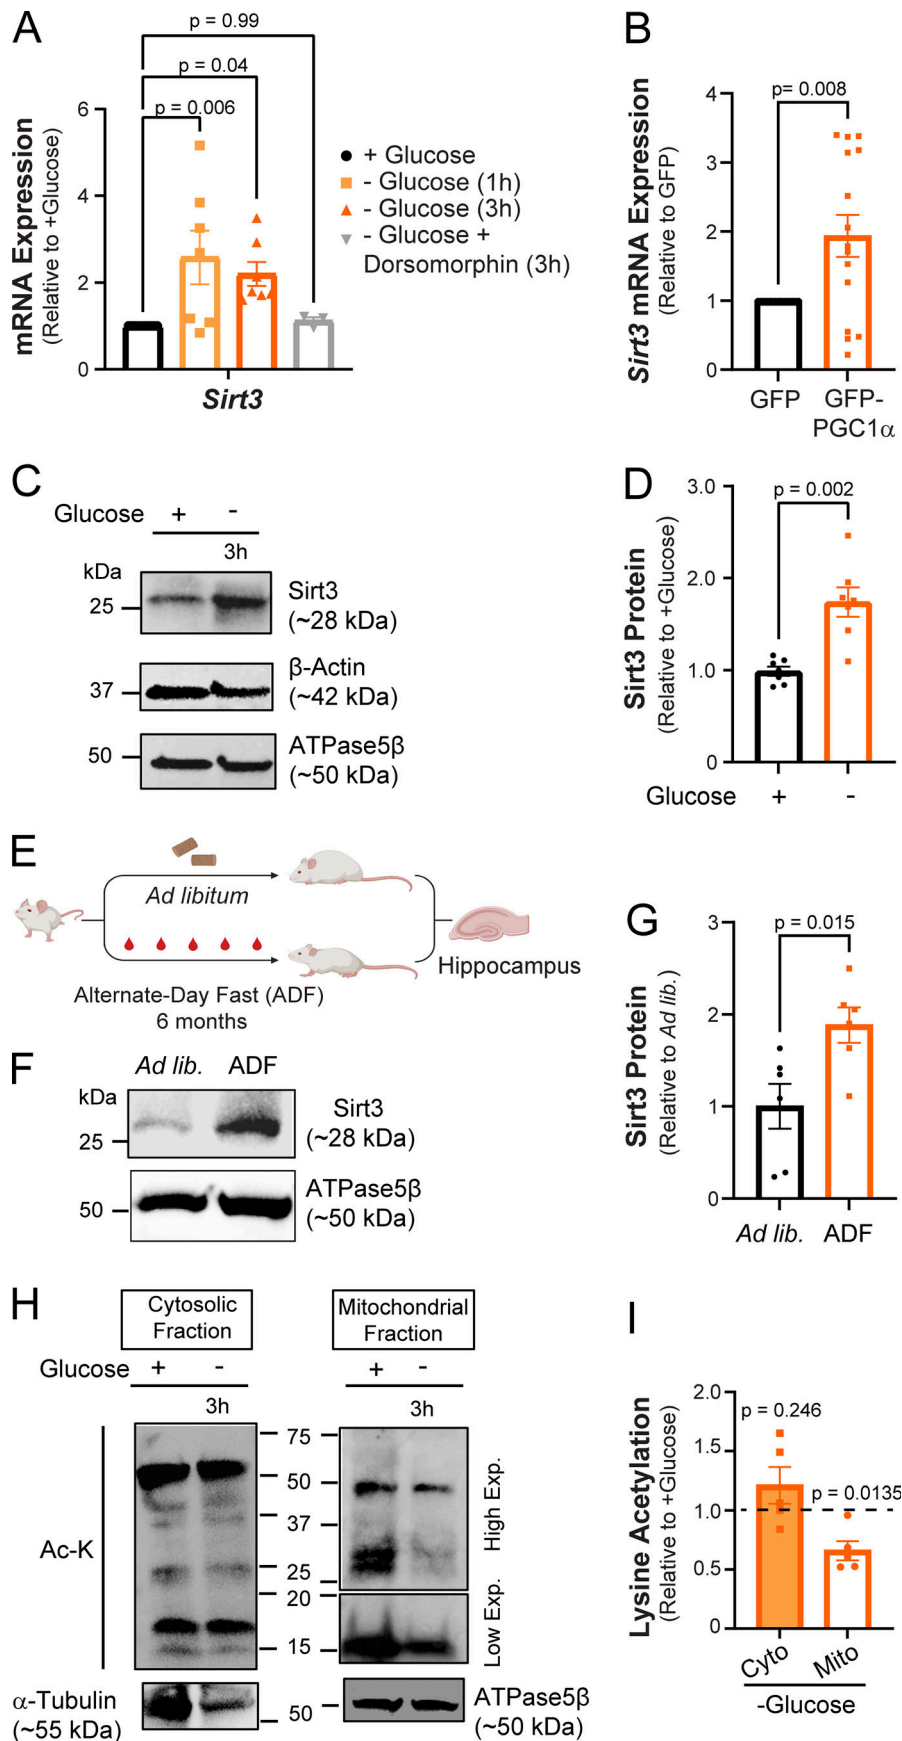 A
p = 0.99
p = 0.04
p = 0.006
mRNA Expression
(Relative to +Glucose)
6
4
2
0
Sirt3
+ Glucose
- Glucose (1h)
- Glucose (3h)
- Glucose +
Dorsomorphin (3h)
B
p= 0.008
Sirt3 mRNA Expression
(Relative to GFP)
4
3
2
1
0
GFP
GFP-
PGC1α
C
Glucose + -
3h
kDa
25
Sirt3
(~28 kDa)
37
β-Actin
(~42 kDa)
50
ATPase5β
(~50 kDa)
D
p = 0.002
Sirt3 Protein
(Relative to +Glucose)
3.0
2.0
1.0
0
Glucose + -
E
Ad libitum
Alternate-Day Fast (ADF)
6 months
Hippocampus
F
Ad lib. ADF
kDa
25
Sirt3
(~28 kDa)
50
ATPase5β
(~50 kDa)
G
p = 0.015
Sirt3 Protein
(Relative to Ad lib.)
3
2
1
0
Ad lib. ADF
H
Cytosolic
Fraction
Mitochondrial
Fraction
Glucose + - + -
3h 3h
Ac-K
75
50
37
25
20
15
50
75
50
37
25
20
15
50
High Exp.
Low Exp.
α-Tubulin
(~55 kDa)
ATPase5β
(~50 kDa)
I
p = 0.246
p = 0.0135
Lysine Acetylation
(Relative to +Glucose)
2.0
1.5
1.0
0.5
0
Cyto Mito
-Glucose